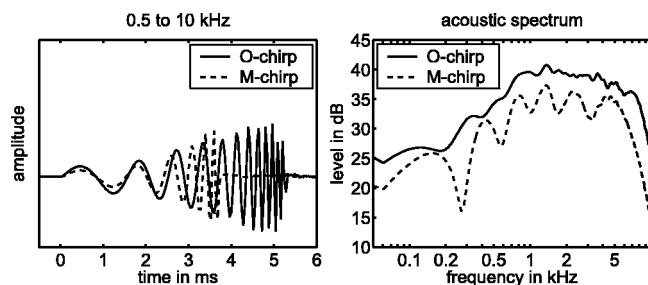 0.5 to 10 kHz
O-chirp
M-chirp
amplitude
0 1 2 3 4 5 6
time in ms
acoustic spectrum
45
40
35
30
25
20
15
10
O-chirp
M-chirp
level in dB
0.1 0.2 0.5 1 2 5
frequency in kHz